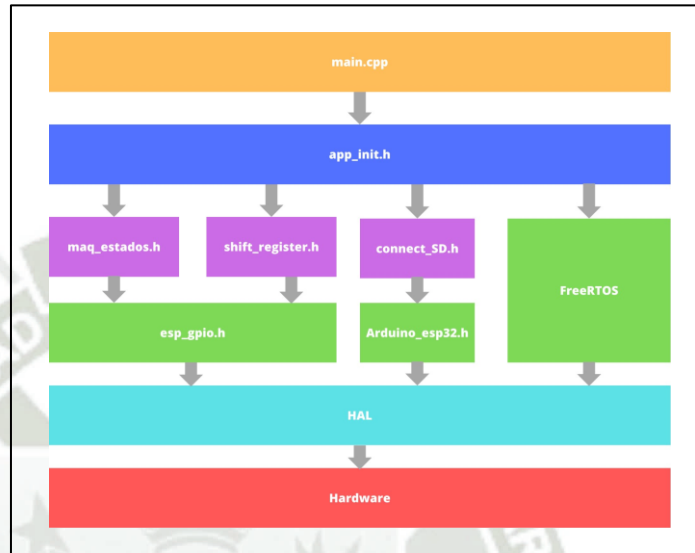 main.cpp
app_init.h
maq_estados.h
shift_register.h
connect_SD.h
FreeRTOS
esp_gpio.h
Arduino_esp32.h
HAL
Hardware